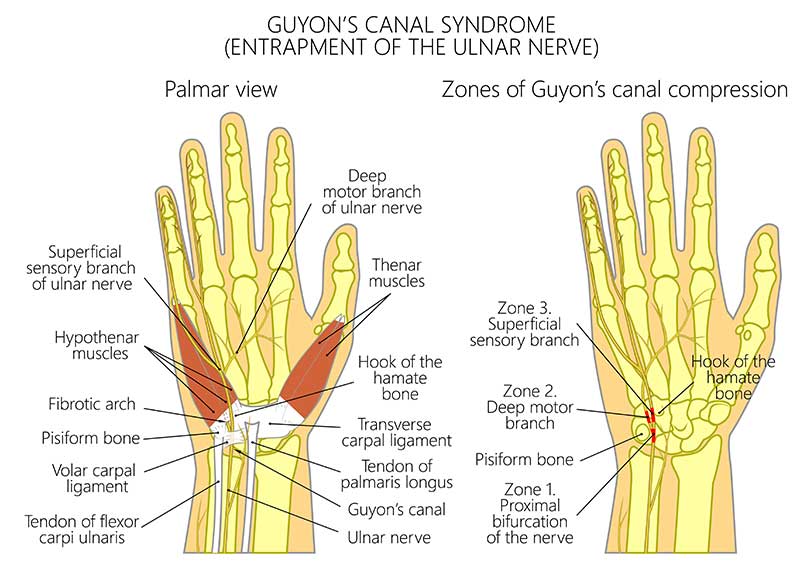 GUYON'S CANAL SYNDROME
(ENTRAPMENT OF THE ULNAR NERVE)
Palmar view
Deep
motor branch
of ulnar nerve
Superficial
sensory branch
of ulnar nerve
Thenar
muscles
Hypothenar
muscles
Hook of the
hamate
bone
Fibrotic arch
Pisiform bone
Transverse
carpal ligament
Volar carpal
ligament
Tendon of
palmaris longus
Guyon's canal
Tendon of flexor
carpi ulnaris
Ulnar nerve
Zones of Guyon's canal compression
Zone 3.
Superficial
sensory branch
Hook of the
hamate
bone
Zone 2.
Deep motor
branch
Pisiform bone
Zone 1.
Proximal
bifurcation
of the nerve